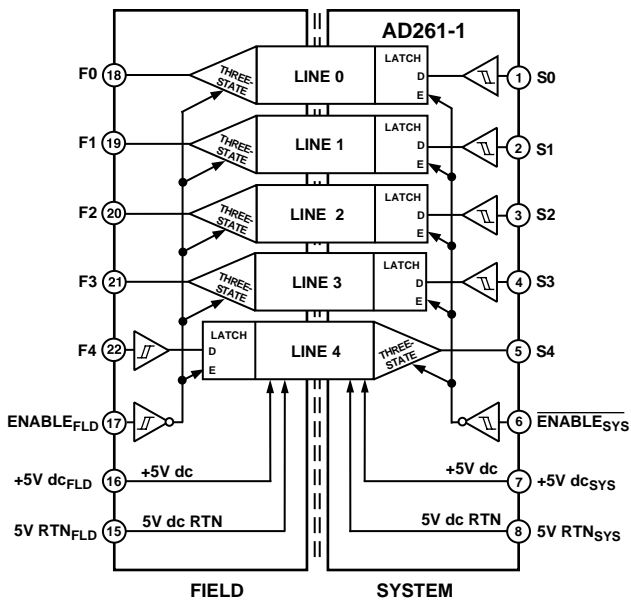 AD261-1
F0 18 THREE-STATE LINE 0 LATCH D E 1 S0
F1 19 THREE-STATE LINE 1 LATCH D E 2 S1
F2 20 THREE-STATE LINE 2 LATCH D E 3 S2
F3 21 THREE-STATE LINE 3 LATCH D E 4 S3
F4 22 LATCH D E LINE 4 THREE-STATE 5 S4
ENABLEFLD 17 6 ENABLESYS
+5V dcFLD 16 +5V dc +5V dc 7 +5V dcSYS
5V RTNFLD 15 5V dc RTN 5V dc RTN 8 5V RTNSYS
FIELD SYSTEM